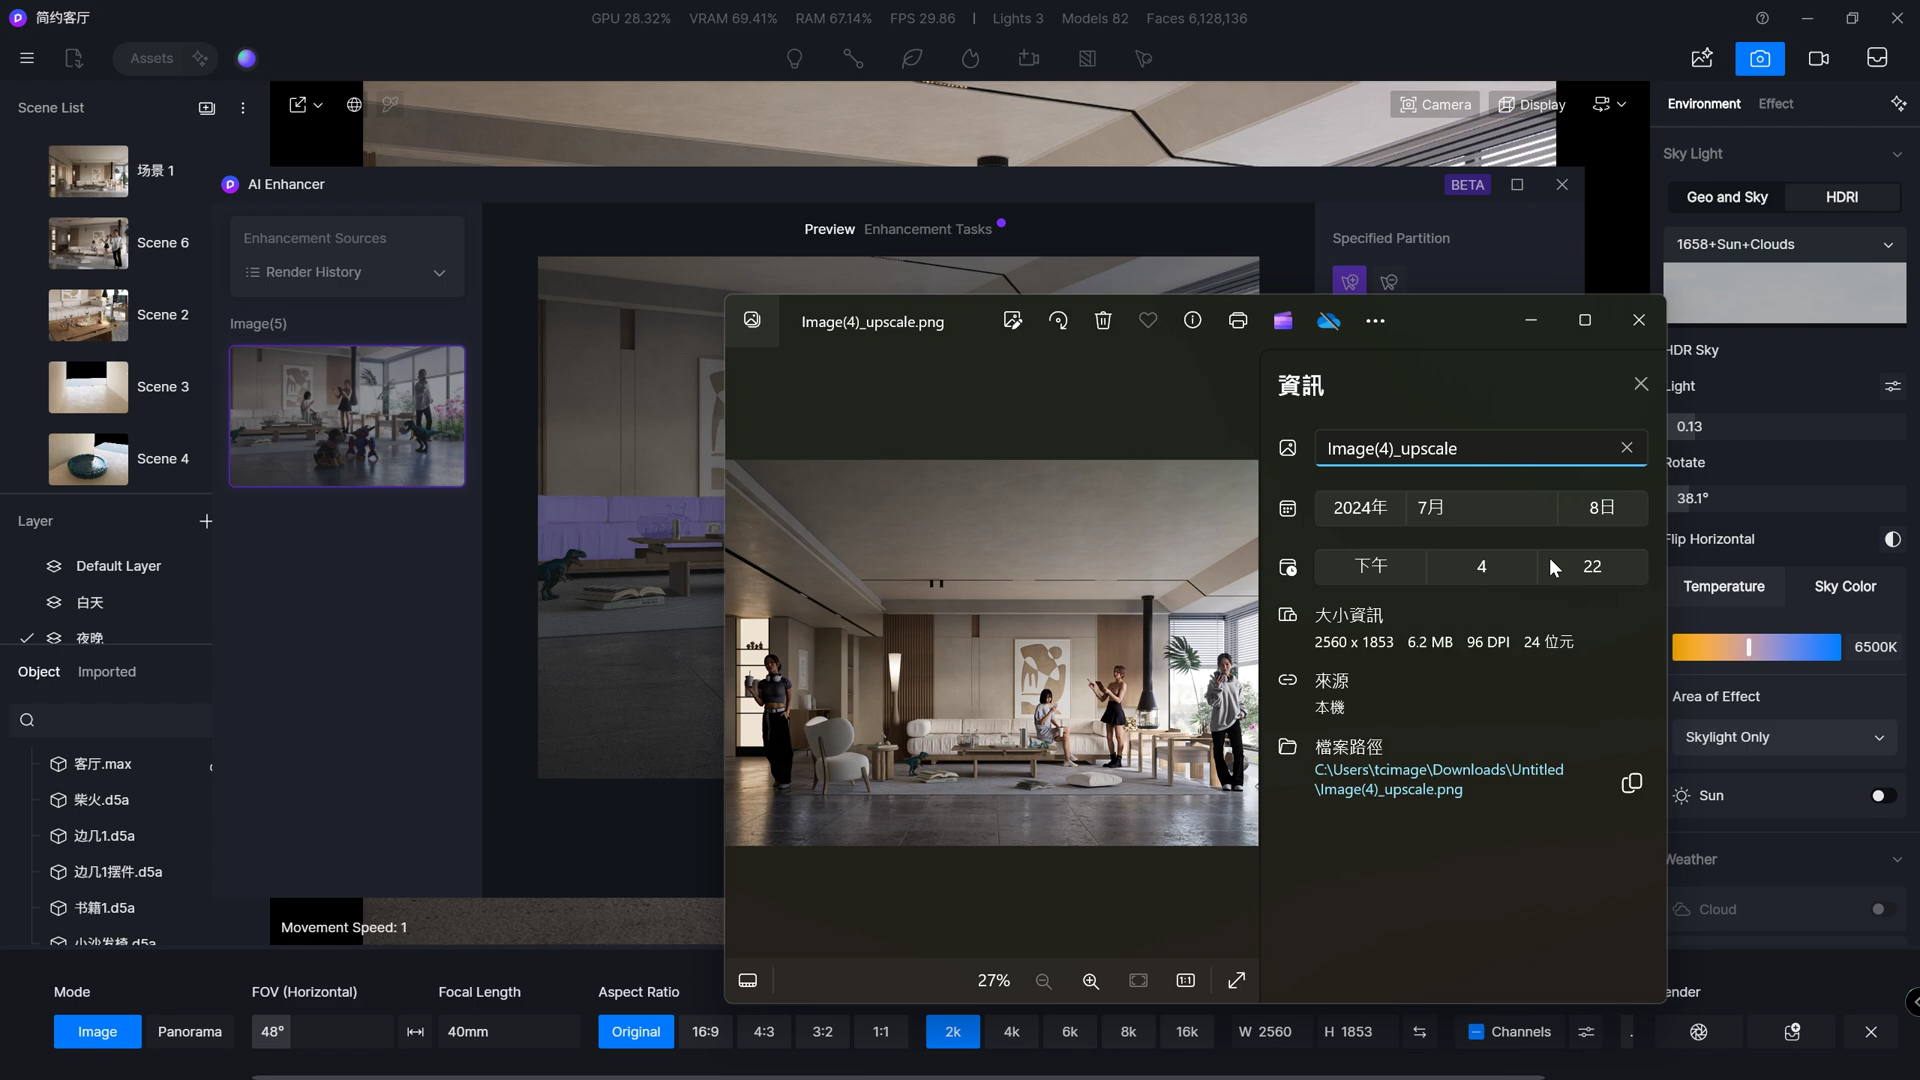 简约客厅
GPU 28.32% VRAM 69.41% RAM 67.14% FPS 29.86 | Lights 3 Models 82 Faces 6,128,136
Assets
Scene List
场景 1
Scene 6
Scene 2
Scene 3
Scene 4
Layer
Default Layer
白天
夜晚
Object Imported
客厅.max
柴火.d5a
边几1.d5a
边几1摆件.d5a
书籍1.d5a
小沙发椅.d5a
Camera Display
AI Enhancer
BETA
Enhancement Sources
Render History
Image(5)
Preview Enhancement Tasks
Specified Partition
Image(4)_upscale.png
資訊
Image(4)_upscale
2024年 7月 8日
下午 4 22
大小資訊
2560 x 1853 6.2 MB 96 DPI 24 位元
來源
本機
檔案路徑
C:\Users\tcimage\Downloads\Untitled
\Image(4)_upscale.png
27%
Movement Speed: 1
Environment Effect
Sky Light
Geo and Sky HDRI
1658+Sun+Clouds
HDR Sky
Light
0.13
Rotate
38.1°
Flip Horizontal
Temperature Sky Color
6500K
Area of Effect
Skylight Only
Sun
Weather
Cloud
Mode FOV (Horizontal) Focal Length Aspect Ratio ender
Image Panorama 48° 40mm Original 16:9 4:3 3:2 1:1 2k 4k 6k 8k 16k W 2560 H 1853 Channels